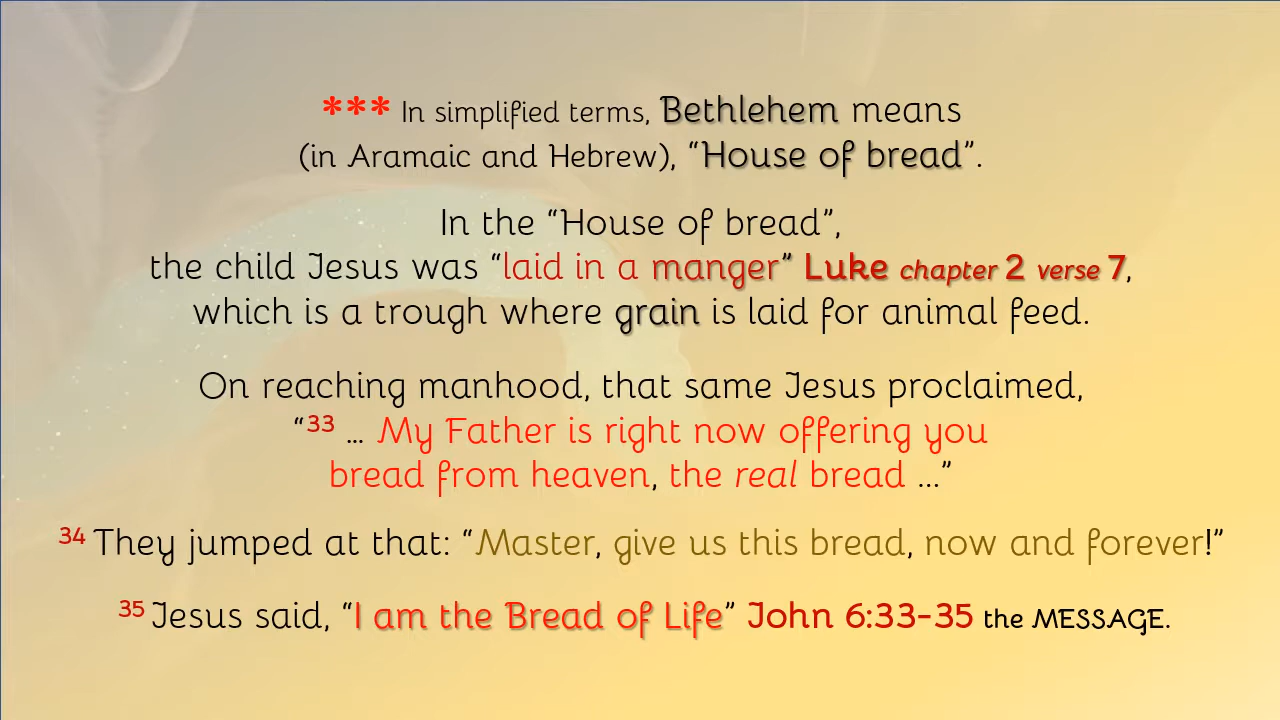 *** In simplified terms, Bethlehem means
(in Aramaic and Hebrew), “House of bread”.
In the “House of bread”,
the child Jesus was “laid in a manger” Luke chapter 2 verse 7,
which is a trough where grain is laid for animal feed.
On reaching manhood, that same Jesus proclaimed,
“33 … My Father is right now offering you
bread from heaven, the real bread …”
34 They jumped at that: “Master, give us this bread, now and forever!”
35 Jesus said, “I am the Bread of Life” John 6:33-35 the MESSAGE.